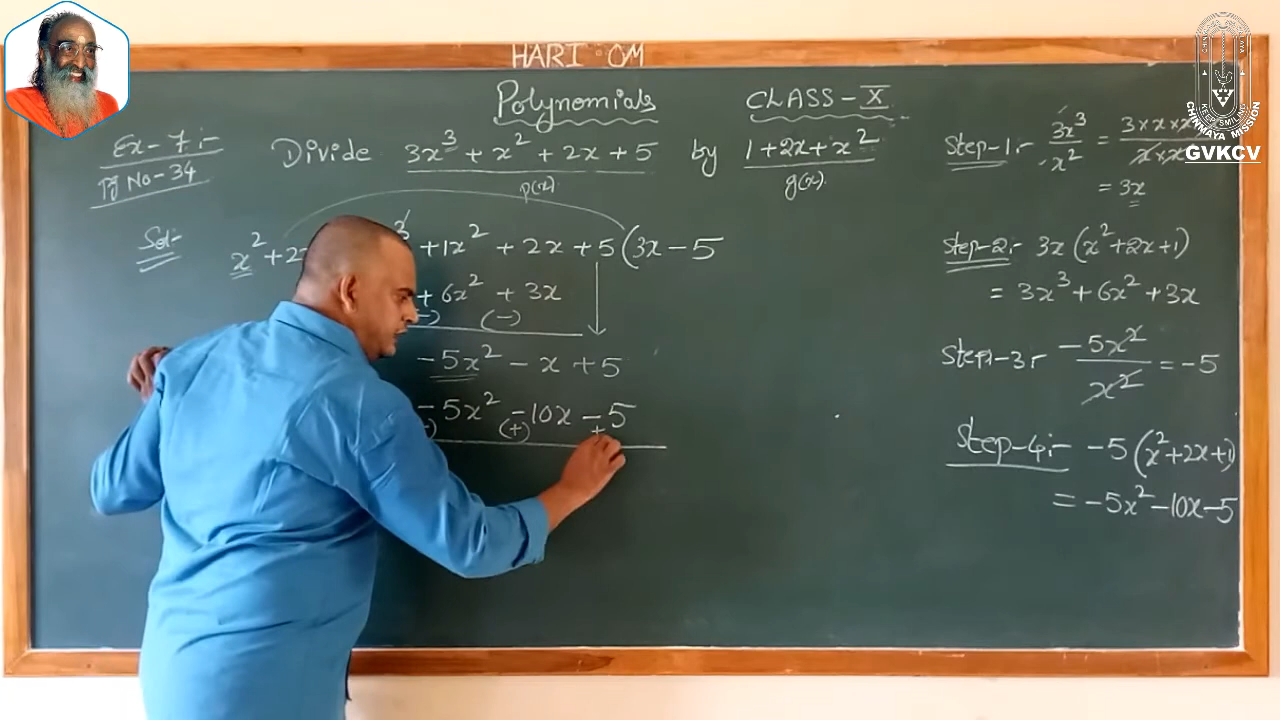 HARI OM
Polynomials CLASS - X
Ex-7:- Divide 3x³ + x² + 2x + 5 by 1 + 2x + x²
Pg No-34 p(x) g(x)
Sol:- x² + 2 ³ + 1x² + 2x + 5 ( 3x - 5
+ 6x² + 3x
(-) (-)
- 5x² - x + 5
- 5x² - 10x - 5
(+) +
Step-1:- 3x³/x² = 3×x×x
= 3x
Step-2:- 3x(x²+2x+1)
= 3x³ + 6x² + 3x
Step-3:- -5x²/x² = -5
Step-4:- -5(x²+2x+1)
= -5x² - 10x - 5
CHINMAYA MISSION
KEEP SMILING
GVKCV